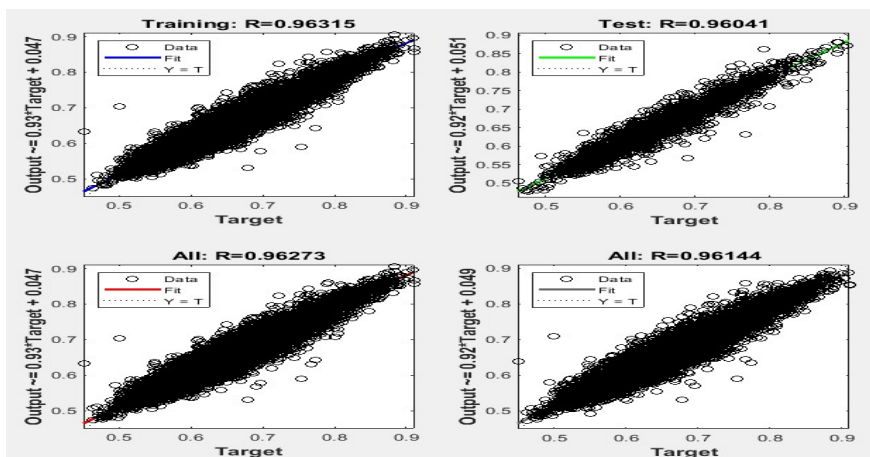 Training: R=0.96315
Output ~= 0.93*Target + 0.047
0.9
0.8
0.7
0.6
0.5
Data
Fit
Y = T
0.5
0.6
0.7
0.8
0.9
Target
Test: R=0.96041
Output ~= 0.92*Target + 0.051
0.9
0.85
0.8
0.75
0.7
0.65
0.6
0.55
0.5
Data
Fit
Y = T
0.5
0.6
0.7
0.8
0.9
Target
All: R=0.96273
Output ~= 0.93*Target + 0.047
0.9
0.8
0.7
0.6
0.5
Data
Fit
Y = T
0.5
0.6
0.7
0.8
0.9
Target
All: R=0.96144
Output ~= 0.92*Target + 0.049
0.9
0.8
0.7
0.6
0.5
Data
Fit
Y = T
0.5
0.6
0.7
0.8
0.9
Target